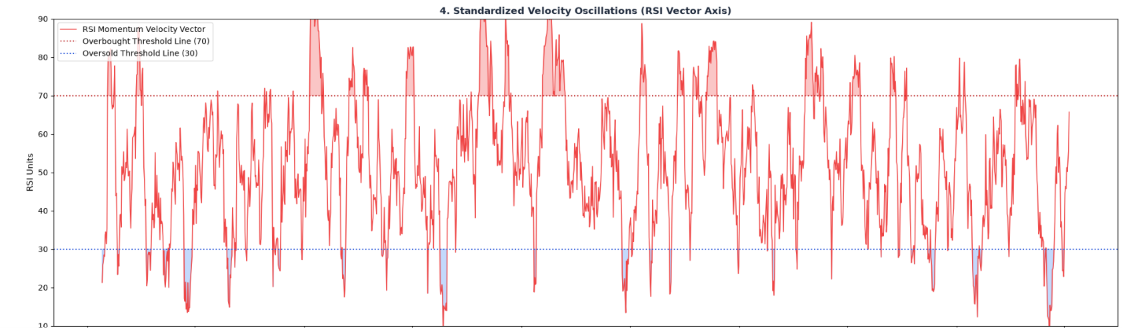 4. Standardized Velocity Oscillations (RSI Vector Axis)
RSI Momentum Velocity Vector
Overbought Threshold Line (70)
Oversold Threshold Line (30)
RSI Units
90
80
70
60
50
40
30
20
10